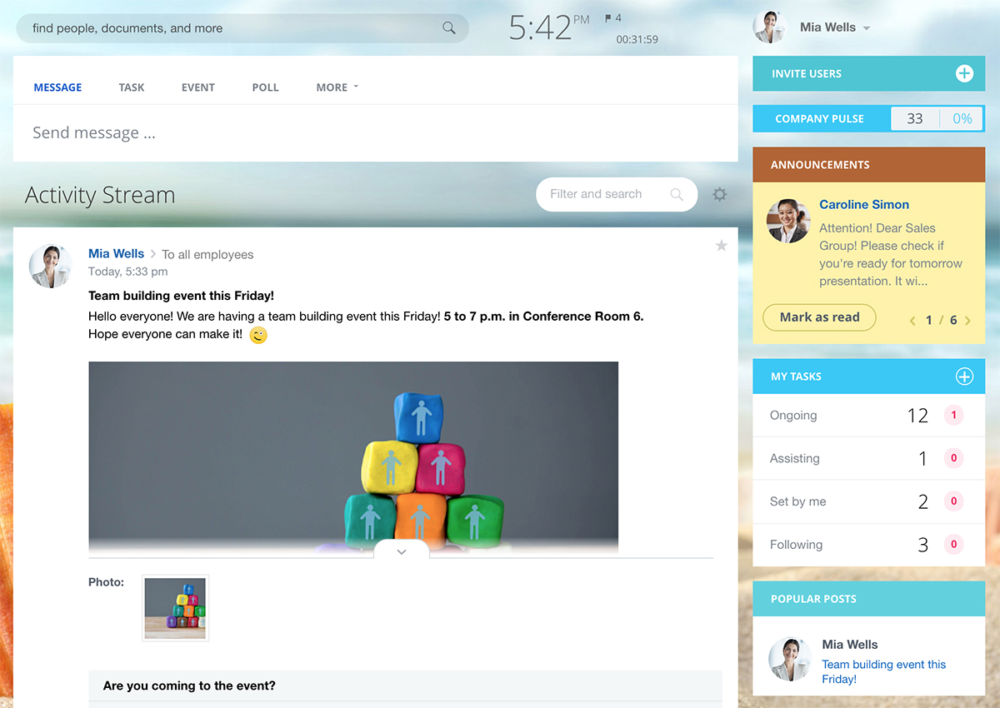 find people, documents, and more
5:42 PM
4
00:31:59
Mia Wells
MESSAGE TASK EVENT POLL MORE
Send message ...
Activity Stream
Filter and search
Mia Wells > To all employees
Today, 5:33 pm
Team building event this Friday!
Hello everyone! We are having a team building event this Friday! 5 to 7 p.m. in Conference Room 6.
Hope everyone can make it!
Photo:
Are you coming to the event?
INVITE USERS
COMPANY PULSE 33 0%
ANNOUNCEMENTS
Caroline Simon
Attention! Dear Sales
Group! Please check if
you're ready for tomorrow
presentation. It wi...
Mark as read
1 / 6
MY TASKS
Ongoing 12 1
Assisting 1 0
Set by me 2 0
Following 3 0
POPULAR POSTS
Mia Wells
Team building event this
Friday!